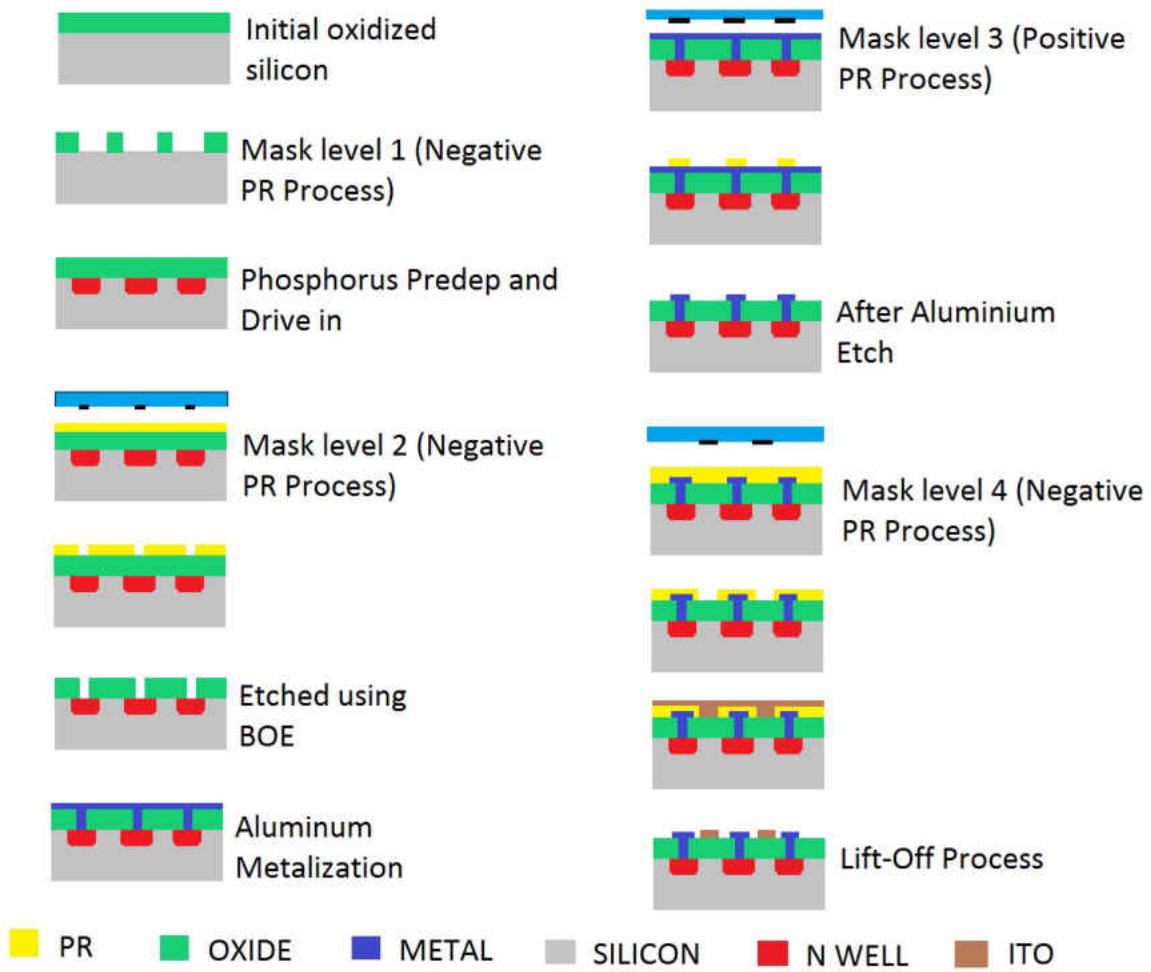 Initial oxidized
silicon
Mask level 1 (Negative
PR Process)
Phosphorus Predep and
Drive in
Mask level 2 (Negative
PR Process)
Etched using
BOE
Aluminum
Metalization
Mask level 3 (Positive
PR Process)
After Aluminium
Etch
Mask level 4 (Negative
PR Process)
Lift-Off Process
PR
OXIDE
METAL
SILICON
N WELL
ITO